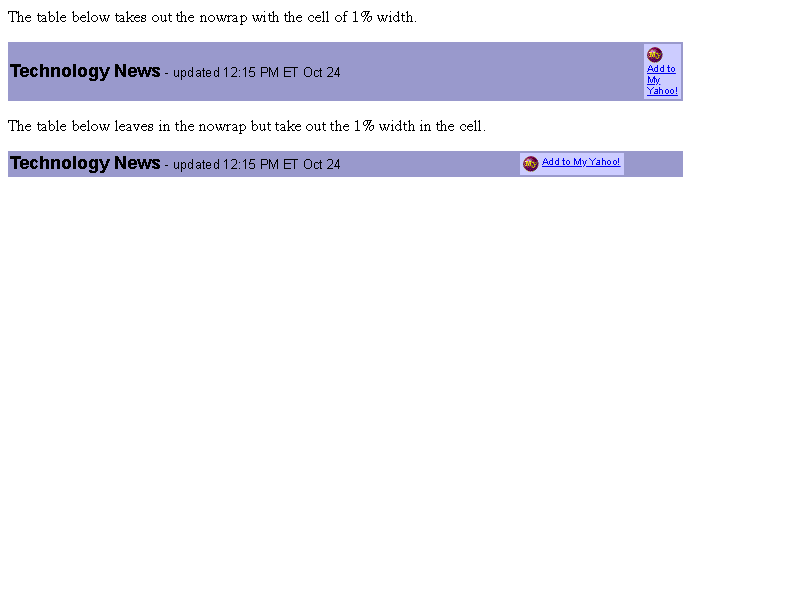 The table below takes out the nowrap with the cell of 1% width.
Technology News - updated 12:15 PM ET Oct 24
My
Add to
My
Yahoo!
The table below leaves in the nowrap but take out the 1% width in the cell.
Technology News - updated 12:15 PM ET Oct 24 My Add to My Yahoo!